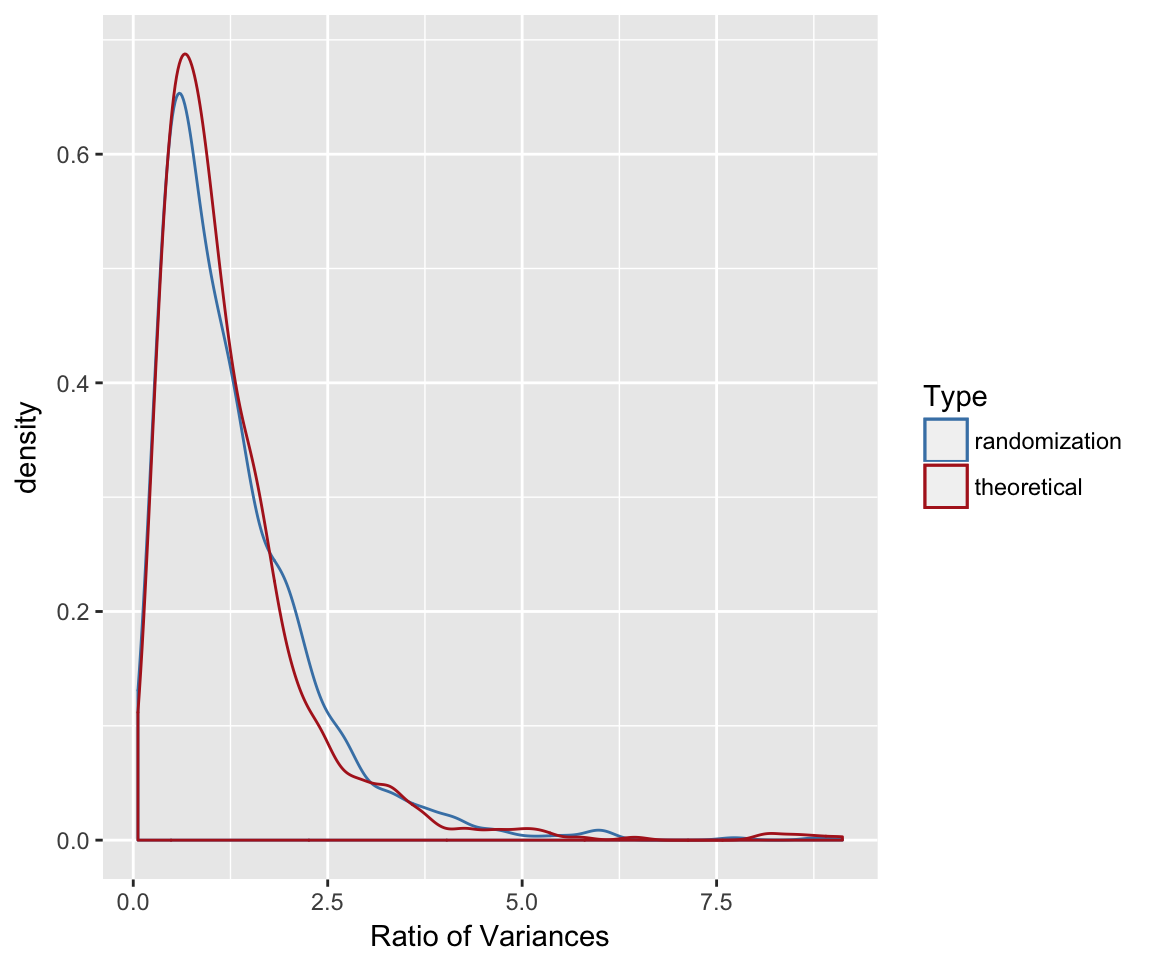 density
0.6
0.4
0.2
0.0
0.0 2.5 5.0 7.5
Ratio of Variances
Type
randomization
theoretical